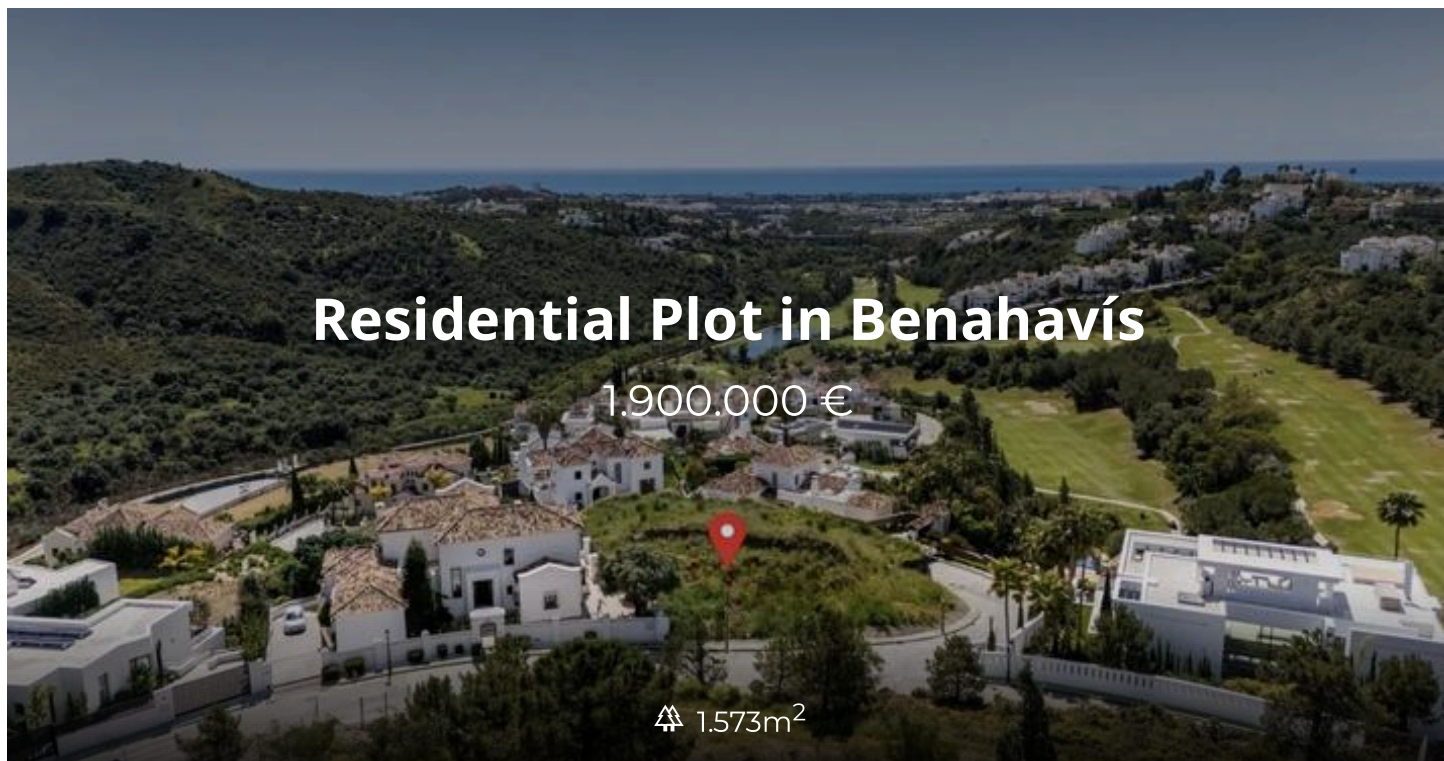 Residential Plot in Benahavís
1.900.000 €
1.573m²